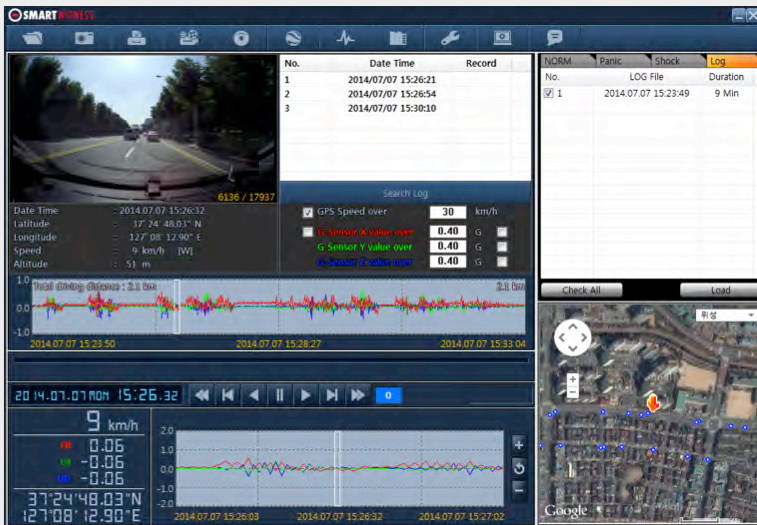 SMARTWITNESS
No. Date Time Record
1 2014/07/07 15:26:21
2 2014/07/07 15:26:54
3 2014/07/07 15:30:10
6136 / 17937
Search Log
Date Time : 2014.07.07 15:26:32
Latitude : 37˚ 24' 48.03" N
Longitude : 127˚ 08' 12.90" E
Speed : 9 km/h [W]
Altitude : 51 m
GPS Speed over 30 km/h
G-Sensor X value over 0.40 G
G-Sensor Y value over 0.40 G
G-Sensor Z value over 0.40 G
NORM Panic Shock Log
No. LOG File Duration
1 2014.07.07 15:23:49 9 Min
Check All Load
1.0
Total driving distance : 2.1 km 2.1 km
0.0
-1.0
2014.07.07 15:23:50 2014.07.07 15:28:27 2014.07.07 15:33:04
위성
2014.07.07 MON 15:26.32
0
9 km/h
0.06
-0.06
-0.06
37°24'48.03"N
127°08'12.90"E
2.0
1.0
0.0
-1.0
-2.0
2014.07.07 15:26:03 2014.07.07 15:26:32 2014.07.07 15:27:02
Google